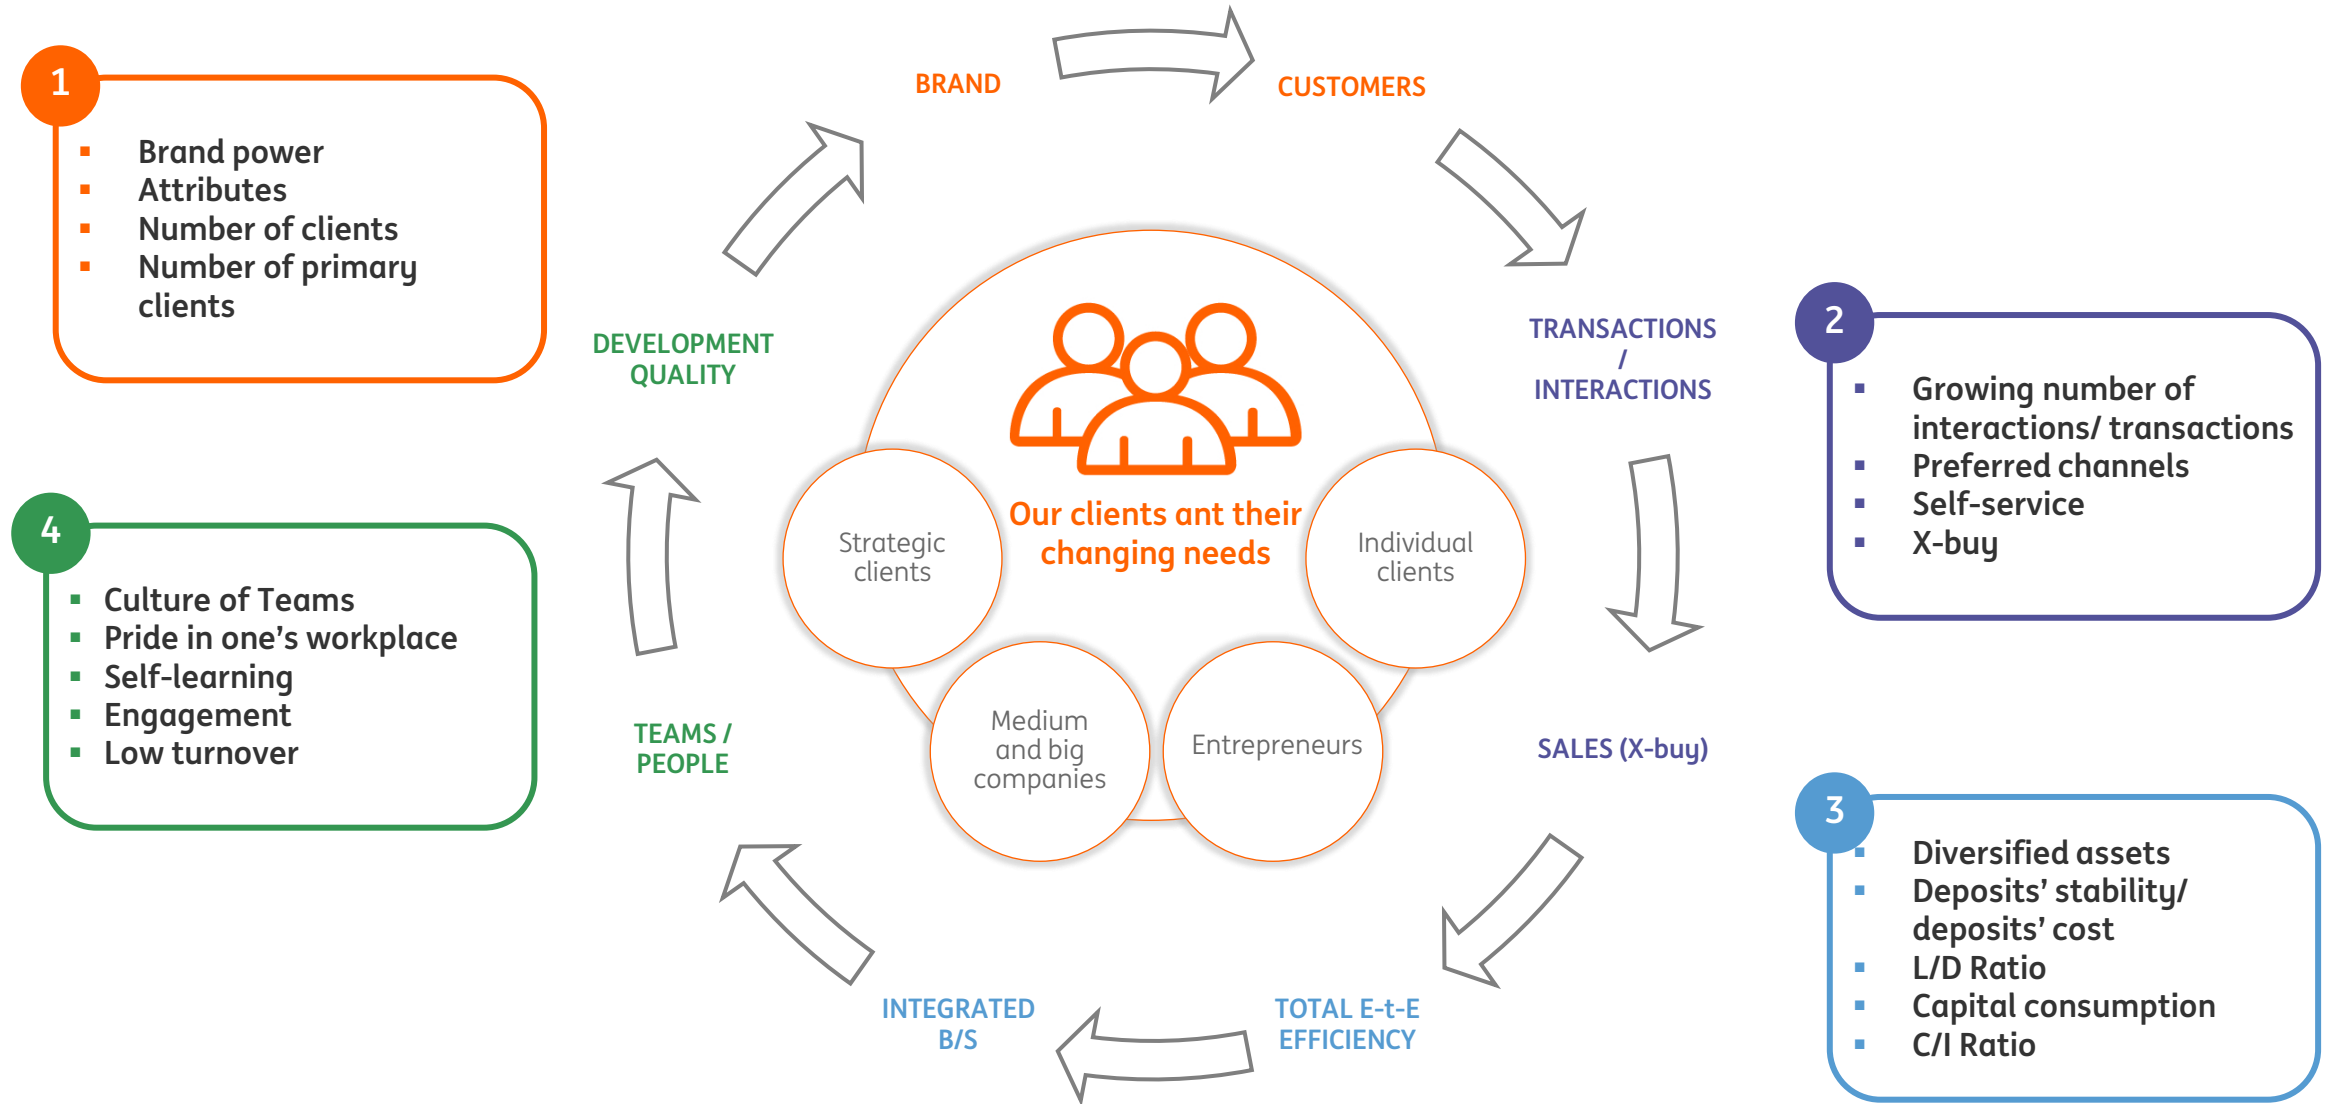 1
▪ Brand power
▪ Attributes
▪ Number of clients
▪ Number of primary
clients
BRAND
CUSTOMERS
TRANSACTIONS
/
INTERACTIONS
2
▪ Growing number of
interactions/ transactions
▪ Preferred channels
▪ Self-service
▪ X-buy
SALES (X-buy)
3
▪ Diversified assets
▪ Deposits’ stability/
deposits’ cost
▪ L/D Ratio
▪ Capital consumption
▪ C/I Ratio
TOTAL E-t-E
EFFICIENCY
INTEGRATED
B/S
TEAMS /
PEOPLE
4
▪ Culture of Teams
▪ Pride in one’s workplace
▪ Self-learning
▪ Engagement
▪ Low turnover
DEVELOPMENT
QUALITY
Our clients ant their
changing needs
Strategic
clients
Medium
and big
companies
Entrepreneurs
Individual
clients